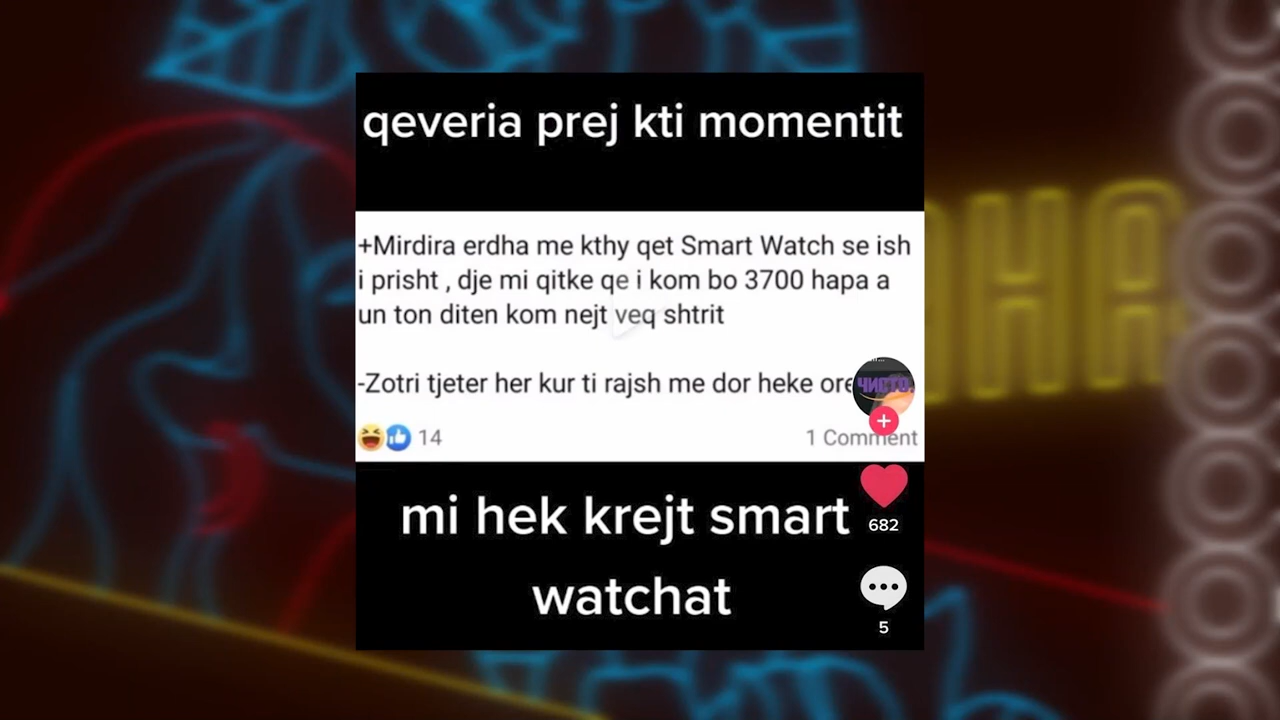 qeveria prej kti momentit
+Mirdira erdha me kthy qet Smart Watch se ish
i prisht , dje mi qitke qe i kom bo 3700 hapa a
un ton diten kom nejt veq shtrit
-Zotri tjeter her kur ti rajsh me dor heke
ЧИСТО
14
1 Comment
mi hek krejt smart
682
watchat
5